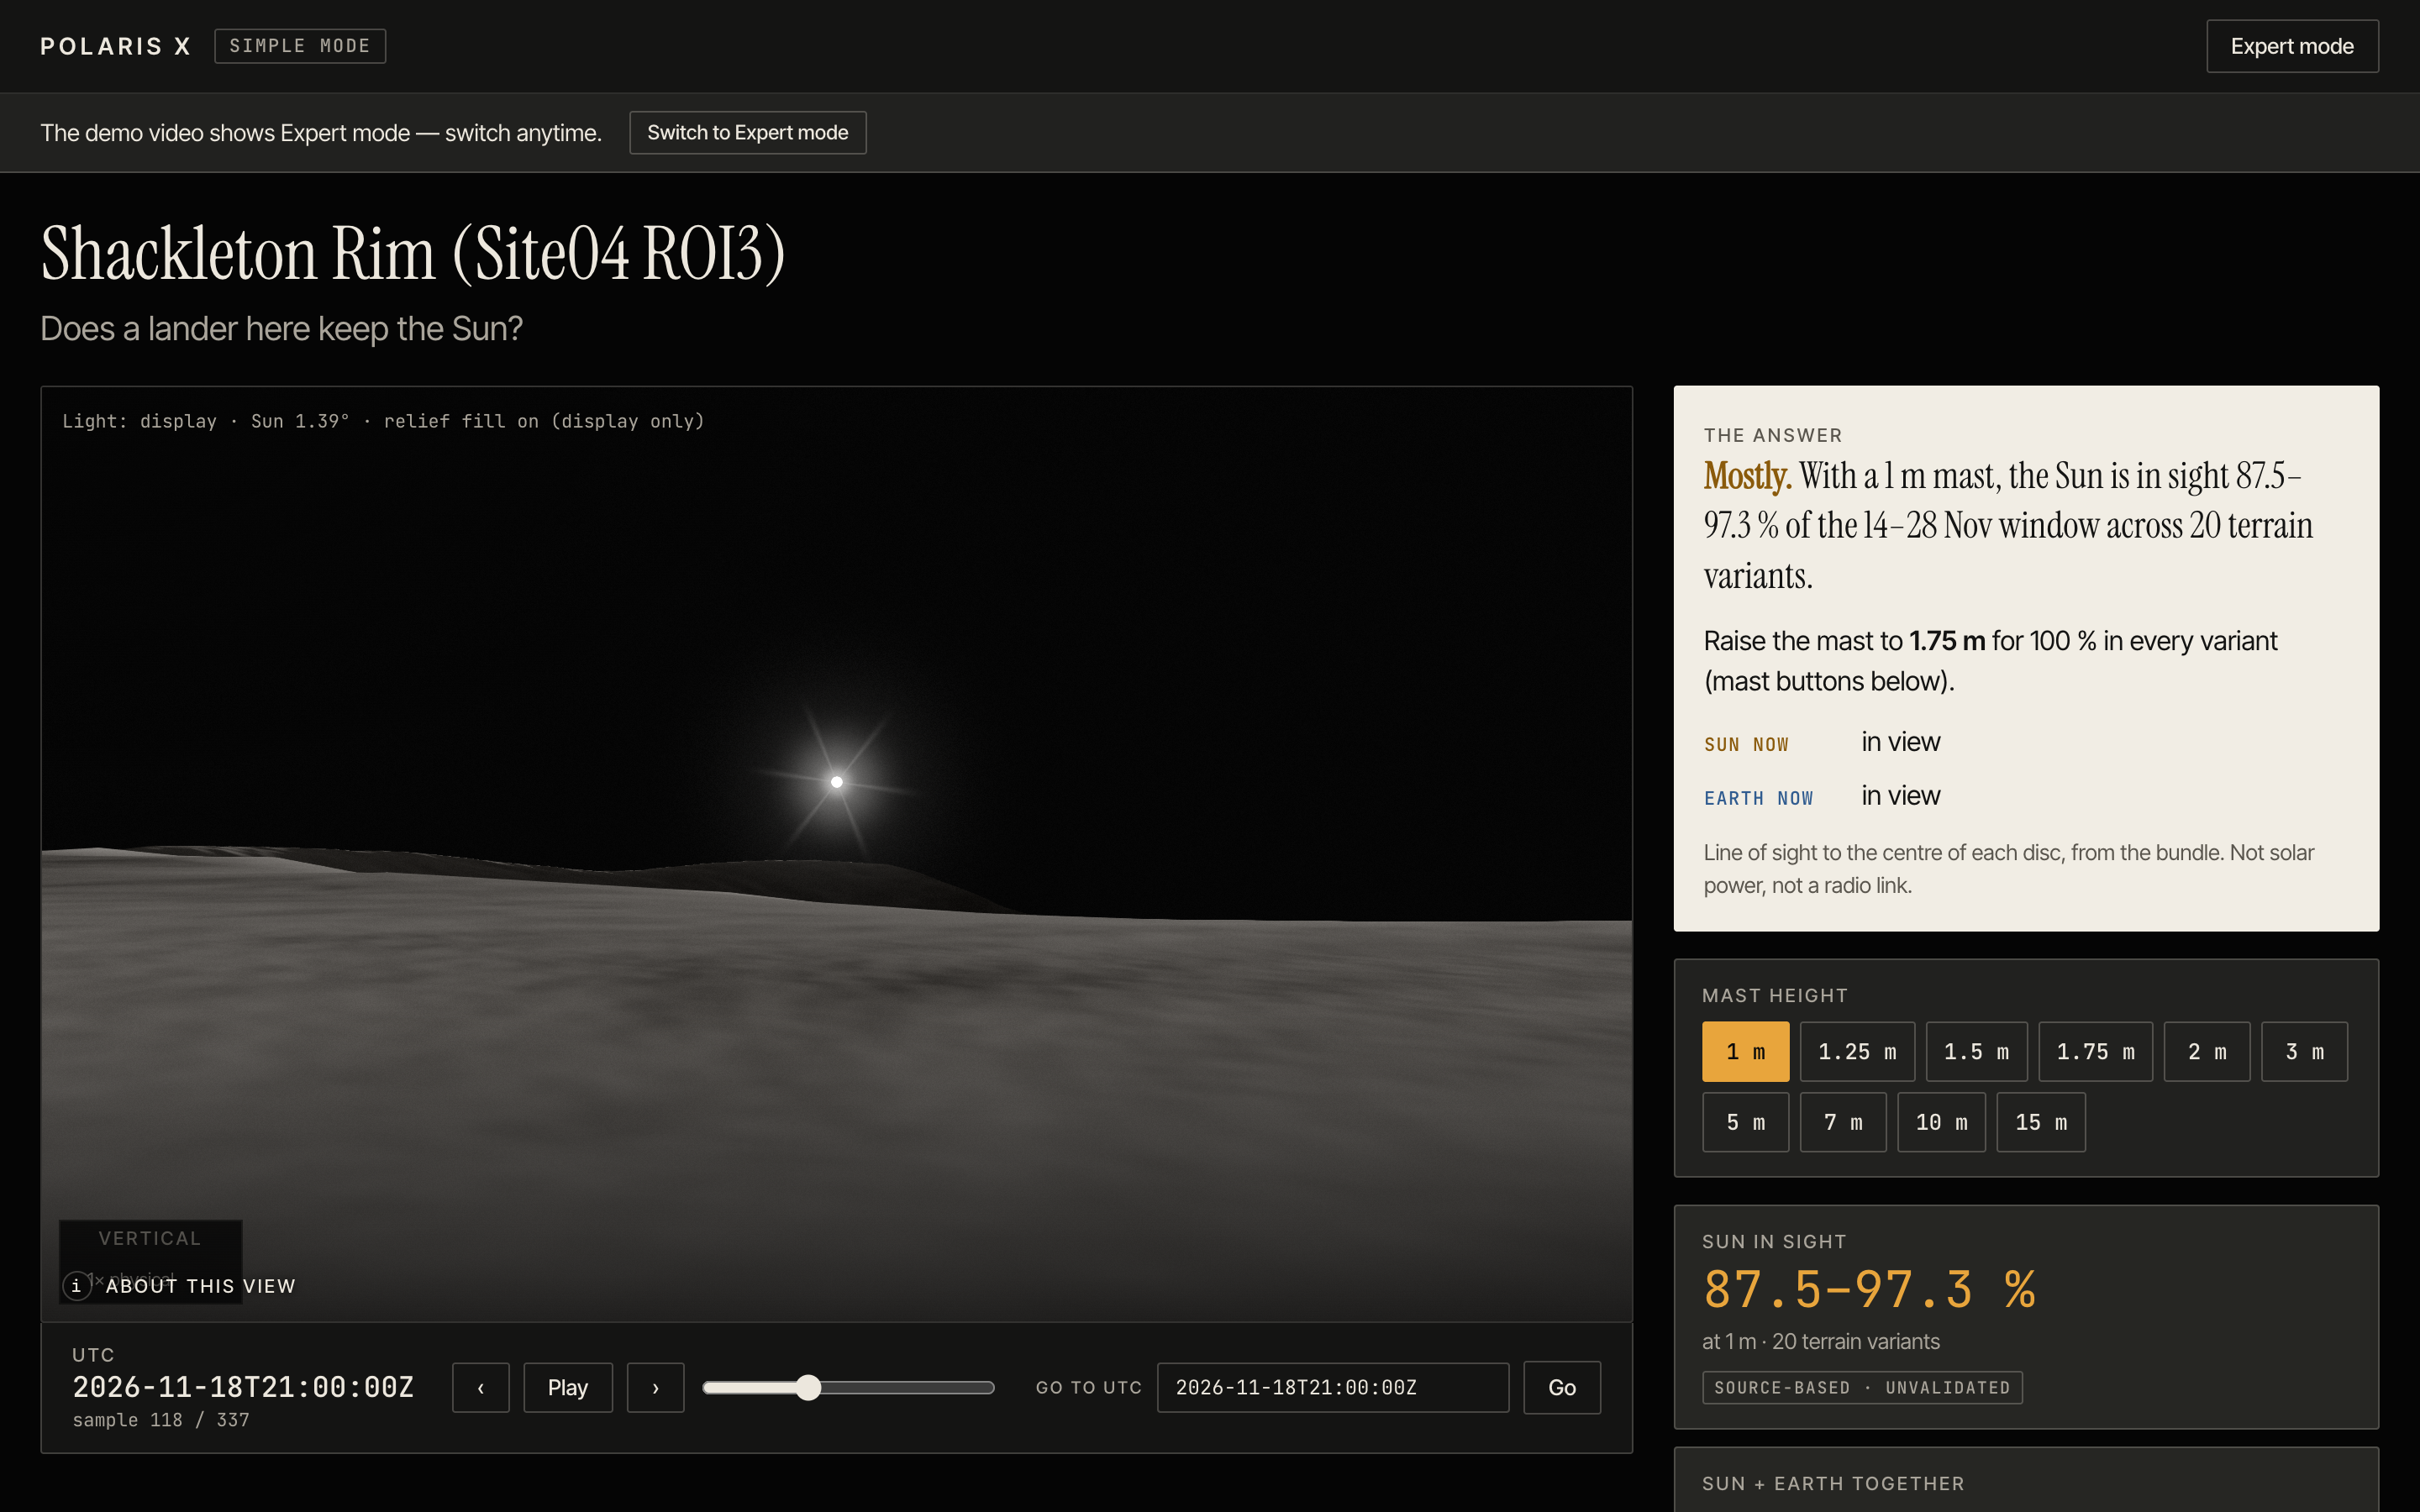 POLARIS X
SIMPLE MODE
Expert mode
The demo video shows Expert mode — switch anytime.
Switch to Expert mode
Shackleton Rim (Site04 ROI3)
Does a lander here keep the Sun?
Light: display · Sun 1.39° · relief fill on (display only)
VERTICAL
1× physical
i ABOUT THIS VIEW
UTC
2026-11-18T21:00:00Z
sample 118 / 337
‹
Play
›
GO TO UTC
2026-11-18T21:00:00Z
Go
THE ANSWER
Mostly. With a 1 m mast, the Sun is in sight 87.5–
97.3 % of the 14–28 Nov window across 20 terrain
variants.
Raise the mast to 1.75 m for 100 % in every variant
(mast buttons below).
SUN NOW in view
EARTH NOW in view
Line of sight to the centre of each disc, from the bundle. Not solar
power, not a radio link.
MAST HEIGHT
1 m 1.25 m 1.5 m 1.75 m 2 m 3 m
5 m 7 m 10 m 15 m
SUN IN SIGHT
87.5–97.3 %
at 1 m · 20 terrain variants
SOURCE-BASED · UNVALIDATED
SUN + EARTH TOGETHER